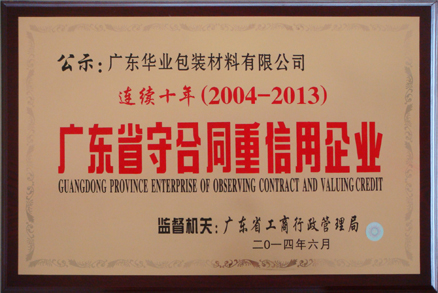 公示：广东华业包装材料有限公司
连续十年(2004-2013)
广东省守合同重信用企业
GUANGDONG PROVINCE ENTERPRISE OF OBSERVING CONTRACT AND VALUING CREDIT
监督机关：广东省工商行政管理局
二〇一四年六月